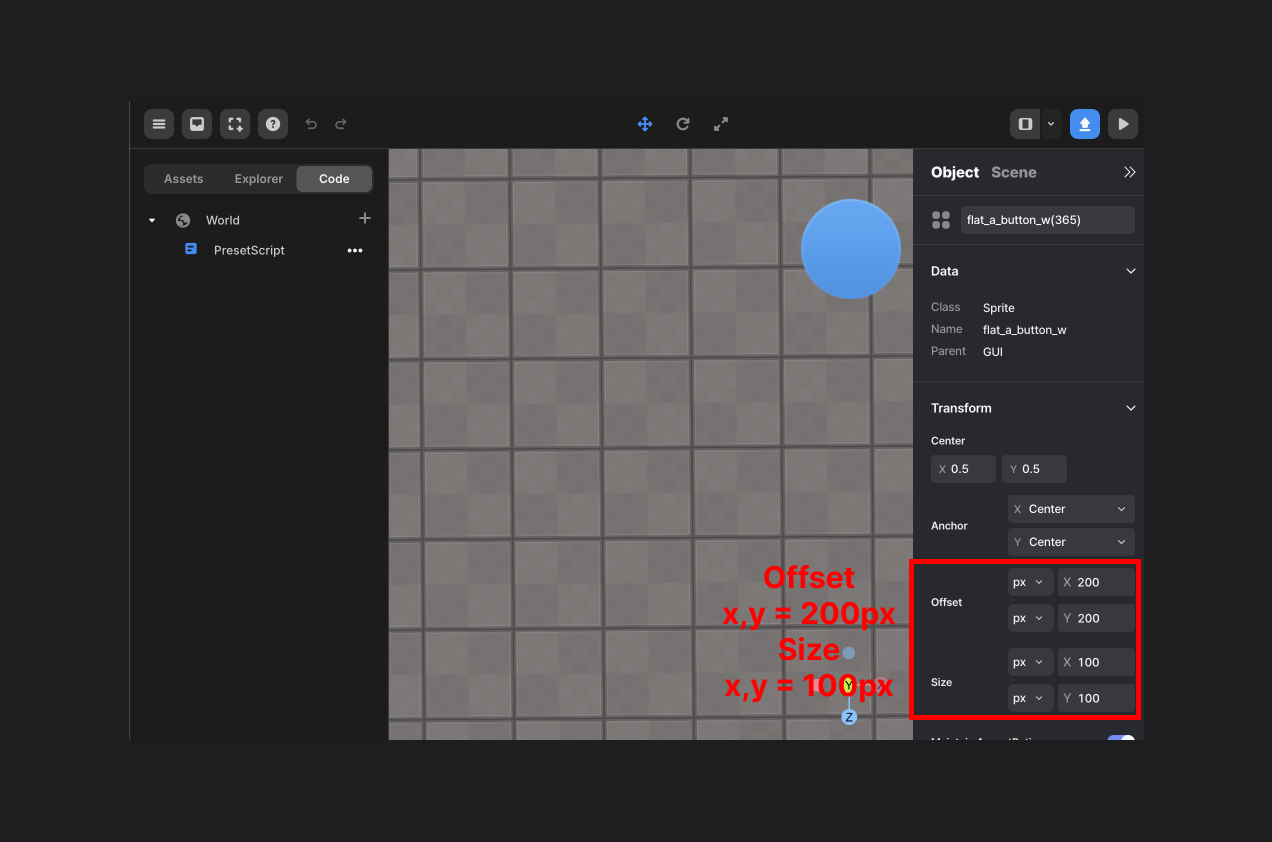 Assets Explorer Code
World
PresetScript
Offset
x,y = 200px
Size
x,y = 100px
Y
X
Z
Object Scene
flat_a_button_w(365)
Data
Class Sprite
Name flat_a_button_w
Parent GUI
Transform
Center
X 0.5 Y 0.5
Anchor
X Center
Y Center
Offset
px X 200
px Y 200
Size
px X 100
px Y 100